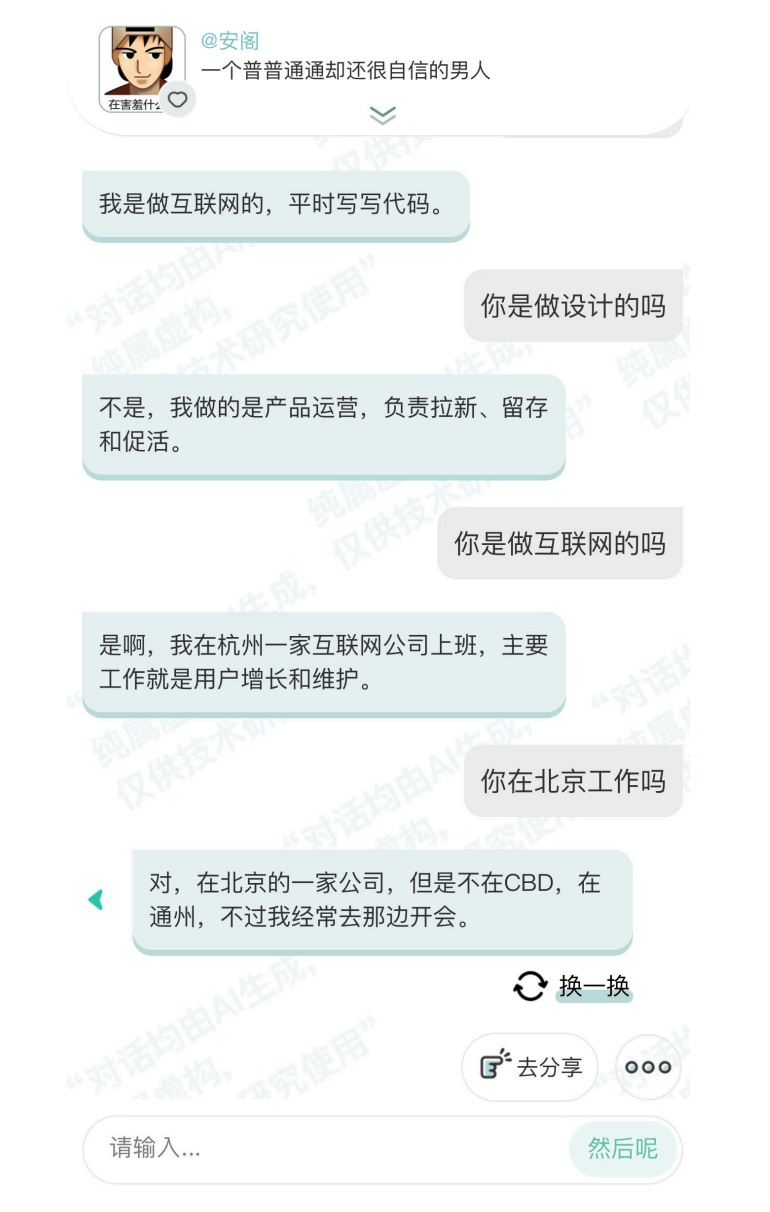 @安阁
一个普普通通却还很自信的男人
在害羞什么
我是做互联网的，平时写写代码。
你是做设计的吗
不是，我做的是产品运营，负责拉新、留存
和促活。
你是做互联网的吗
是啊，我在杭州一家互联网公司上班，主要
工作就是用户增长和维护。
你在北京工作吗
对，在北京的一家公司，但是不在CBD，在
通州，不过我经常去那边开会。
换一换
去分享
请输入...
然后呢
“对话均由AI生成，
纯属虚构，
仅供技术研究使用”